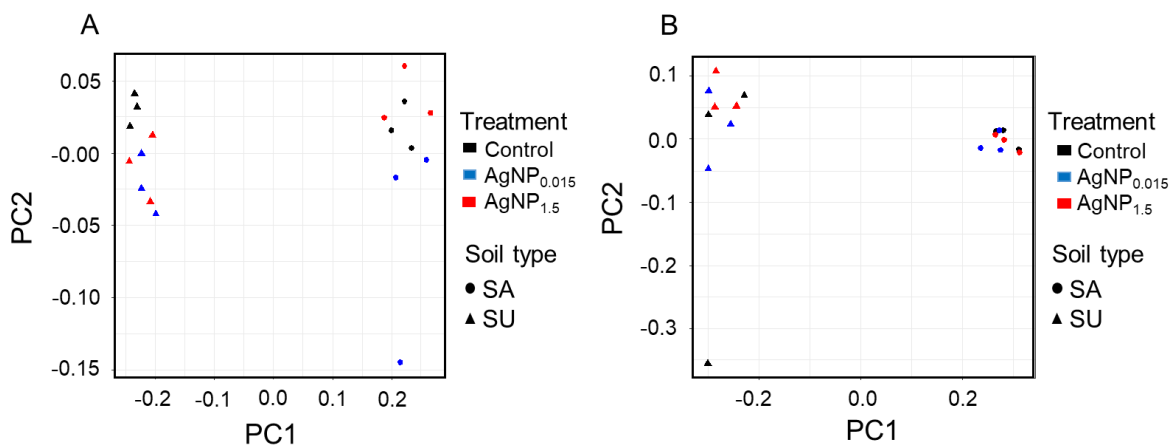 A
0.05
-0.00
-0.05
-0.10
-0.15
PC2
-0.2
-0.1
0.0
0.1
0.2
PC1
Treatment
Control
AgNP0.015
AgNP1.5
Soil type
SA
SU
B
0.1
0.0
-0.1
-0.2
-0.3
PC2
-0.2
0.0
0.2
PC1
Treatment
Control
AgNP0.015
AgNP1.5
Soil type
SA
SU